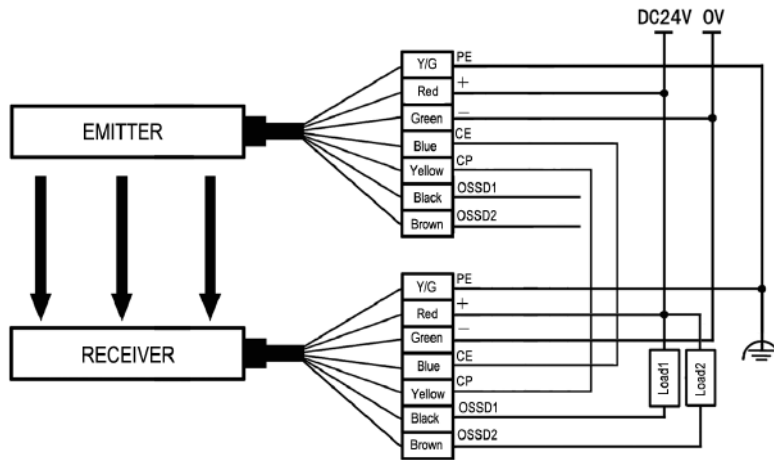 DC24V 0V
Y/G PE
Red +
EMITTER
Green −
Blue CE
Yellow CP
Black OSSD1
Brown OSSD2
Y/G PE
Red +
Green −
RECEIVER
Blue CE
Yellow CP
Black OSSD1
Brown OSSD2
Load1
Load2